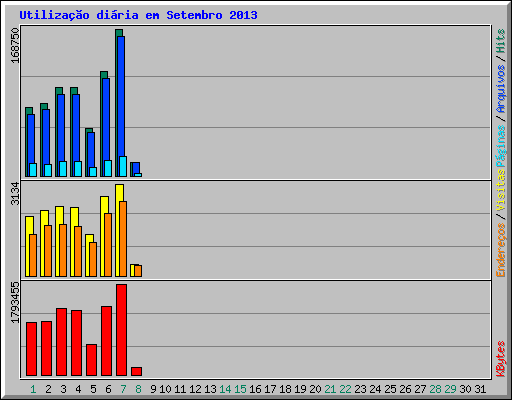 Utilização diária em Setembro 2013
168750
3134
1793455
Endereços / Visitas Páginas / Arquivos / Hits
KBytes
1 2 3 4 5 6 7 8 9 10 11 12 13 14 15 16 17 18 19 20 21 22 23 24 25 26 27 28 29 30 31